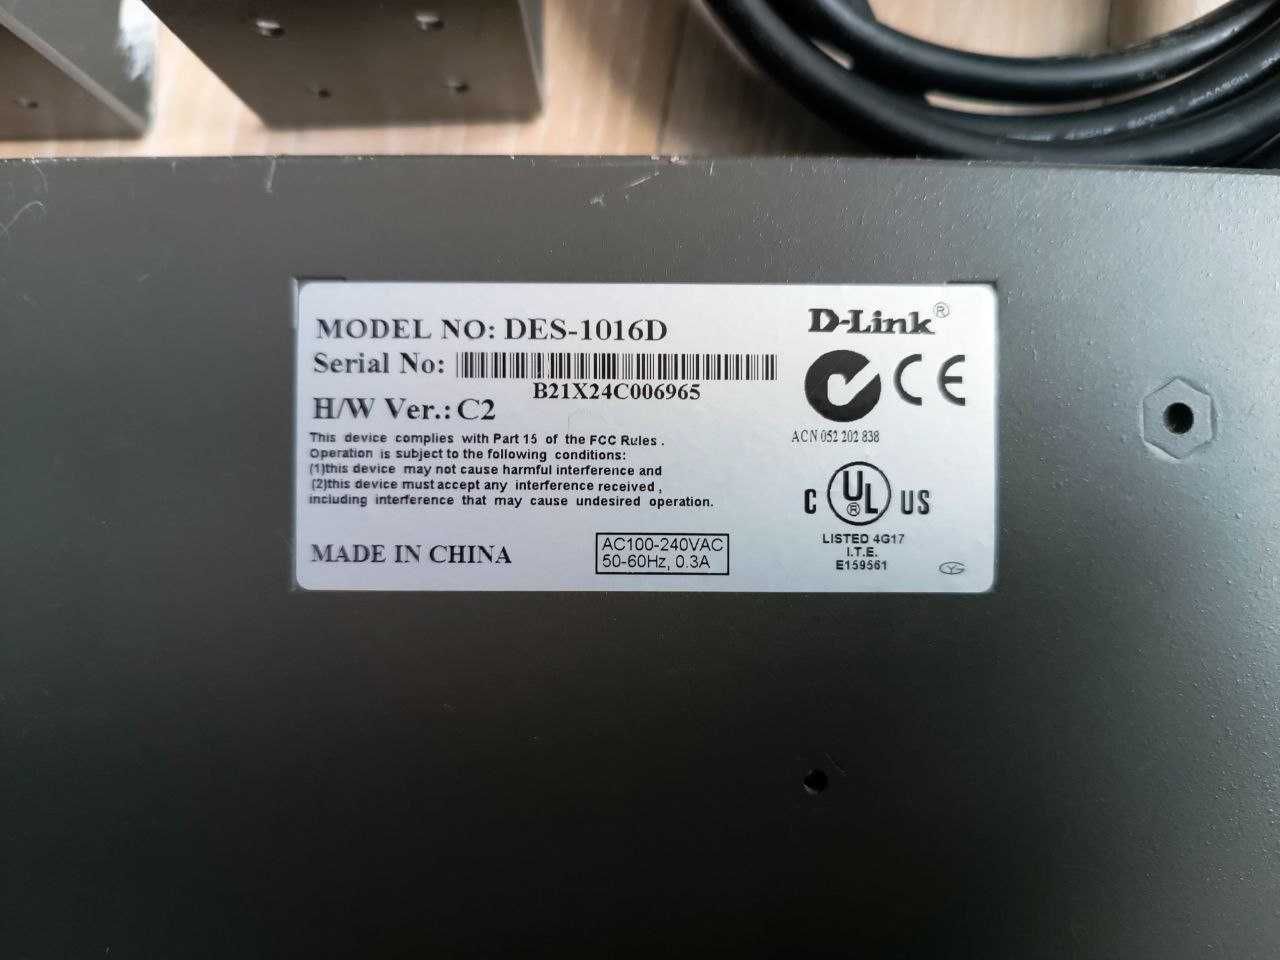 MODEL NO: DES-1016D
Serial No:
B21X24C006965
H/W Ver.: C2
This device complies with Part 15 of the FCC Rules .
Operation is subject to the following conditions:
(1)this device may not cause harmful interference and
(2)this device must accept any interference received ,
including interference that may cause undesired operation.
MADE IN CHINA
AC100-240VAC
50-60Hz, 0.3A
D-Link®
CE
ACN 052 202 838
C UL ® US
LISTED 4G17
I.T.E.
E159561